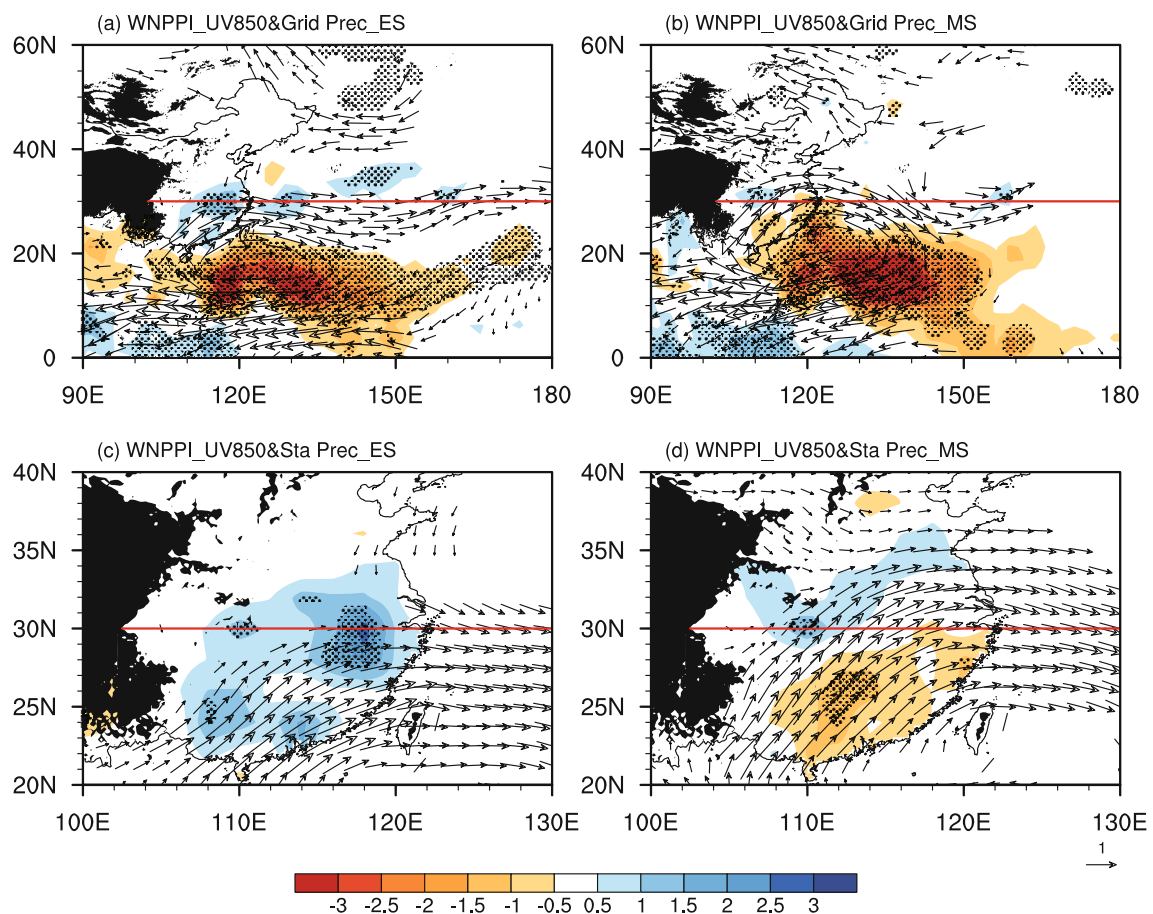 (a) WNPPI_UV850&Grid Prec_ES
(b) WNPPI_UV850&Grid Prec_MS
60N
60N
40N
40N
20N
20N
0
0
90E 120E 150E 180
90E 120E 150E 180
(c) WNPPI_UV850&Sta Prec_ES
(d) WNPPI_UV850&Sta Prec_MS
40N
40N
35N
35N
30N
30N
25N
25N
20N
20N
100E 110E 120E 130E
100E 110E 120E 130E
1
-3 -2.5 -2 -1.5 -1 -0.5 0.5 1 1.5 2 2.5 3